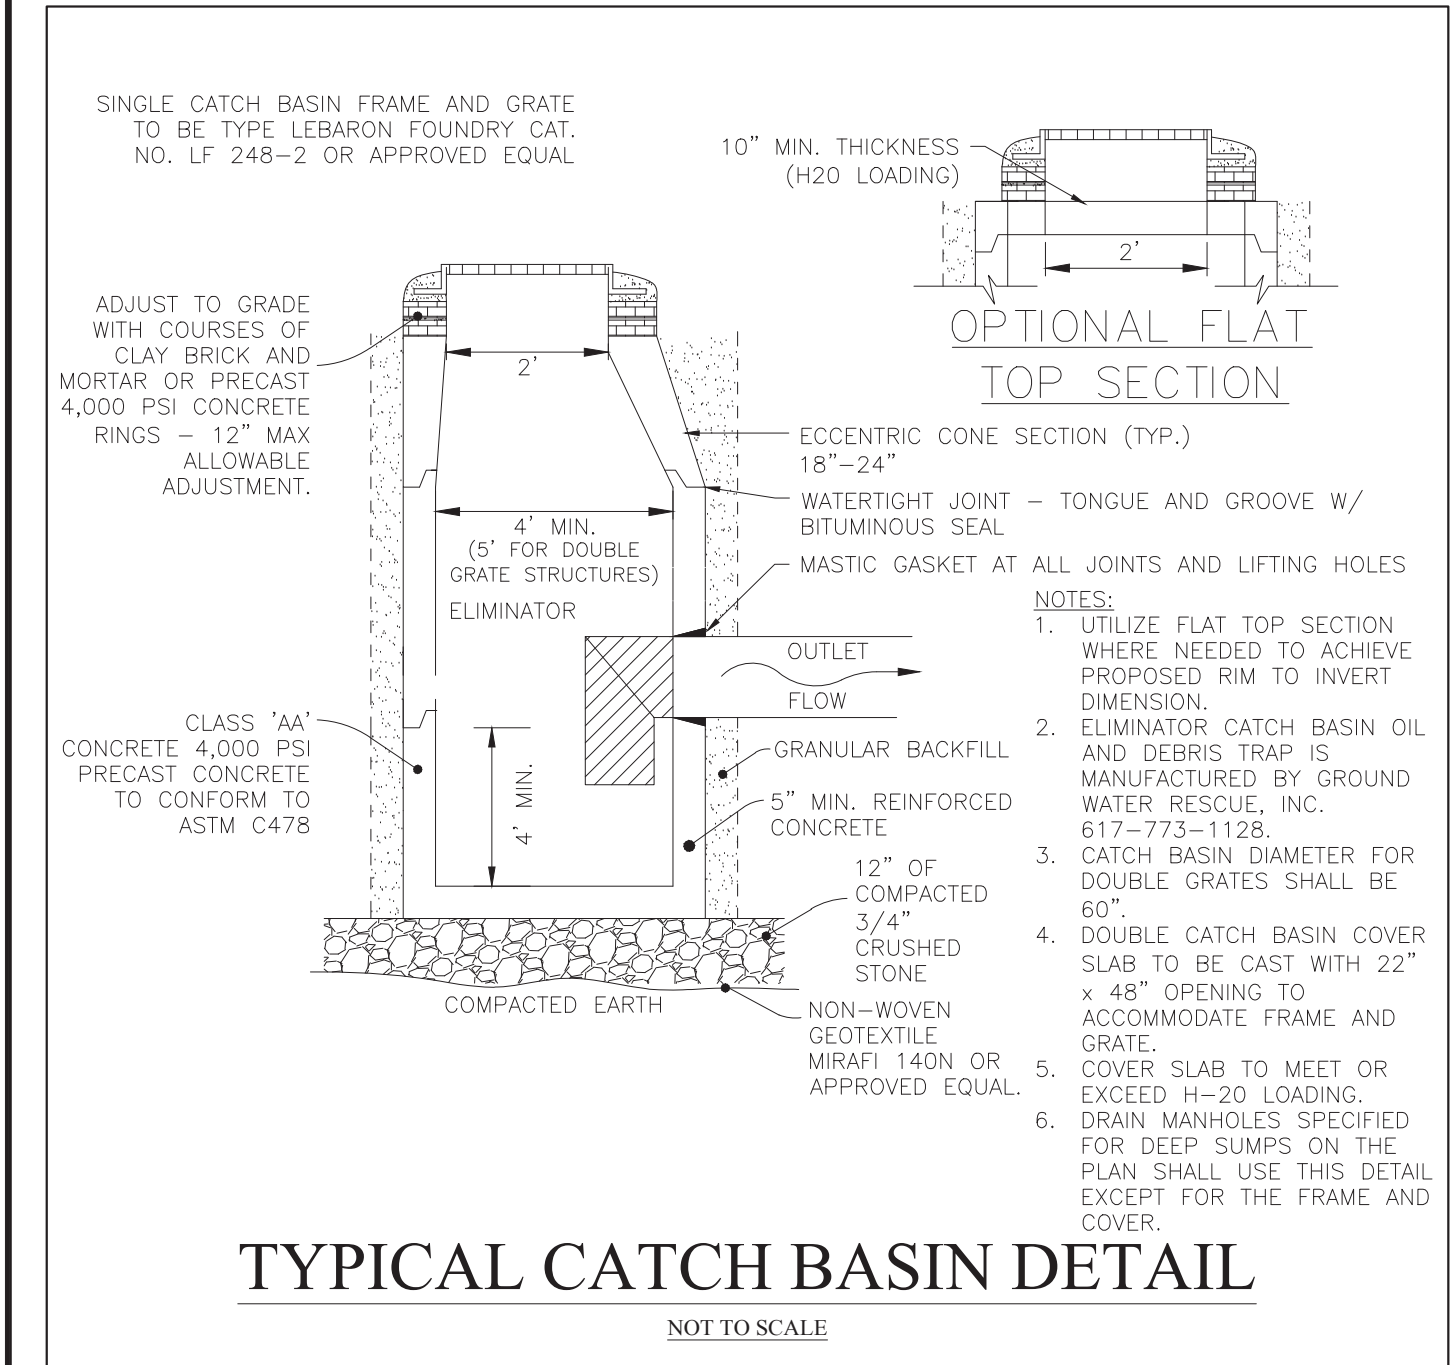 SINGLE CATCH BASIN FRAME AND GRATE
TO BE TYPE LEBARON FOUNDRY CAT.
NO. LF 248-2 OR APPROVED EQUAL
10" MIN. THICKNESS
(H20 LOADING)
2'
OPTIONAL FLAT
TOP SECTION
ADJUST TO GRADE
WITH COURSES OF
CLAY BRICK AND
MORTAR OR PRECAST
4,000 PSI CONCRETE
RINGS - 12" MAX
ALLOWABLE
ADJUSTMENT.
2'
ECCENTRIC CONE SECTION (TYP.)
18"-24"
WATERTIGHT JOINT - TONGUE AND GROOVE W/
BITUMINOUS SEAL
4' MIN.
(5' FOR DOUBLE
GRATE STRUCTURES)
MASTIC GASKET AT ALL JOINTS AND LIFTING HOLES
ELIMINATOR
OUTLET
FLOW
CLASS 'AA'
CONCRETE 4,000 PSI
PRECAST CONCRETE
TO CONFORM TO
ASTM C478
4' MIN.
GRANULAR BACKFILL
5" MIN. REINFORCED
CONCRETE
12" OF
COMPACTED
3/4"
CRUSHED
STONE
COMPACTED EARTH
NON-WOVEN
GEOTEXTILE
MIRAFI 140N OR
APPROVED EQUAL.
NOTES:
1. UTILIZE FLAT TOP SECTION
WHERE NEEDED TO ACHIEVE
PROPOSED RIM TO INVERT
DIMENSION.
2. ELIMINATOR CATCH BASIN OIL
AND DEBRIS TRAP IS
MANUFACTURED BY GROUND
WATER RESCUE, INC.
617-773-1128.
3. CATCH BASIN DIAMETER FOR
DOUBLE GRATES SHALL BE
60".
4. DOUBLE CATCH BASIN COVER
SLAB TO BE CAST WITH 22"
x 48" OPENING TO
ACCOMMODATE FRAME AND
GRATE.
5. COVER SLAB TO MEET OR
EXCEED H-20 LOADING.
6. DRAIN MANHOLES SPECIFIED
FOR DEEP SUMPS ON THE
PLAN SHALL USE THIS DETAIL
EXCEPT FOR THE FRAME AND
COVER.
TYPICAL CATCH BASIN DETAIL
NOT TO SCALE